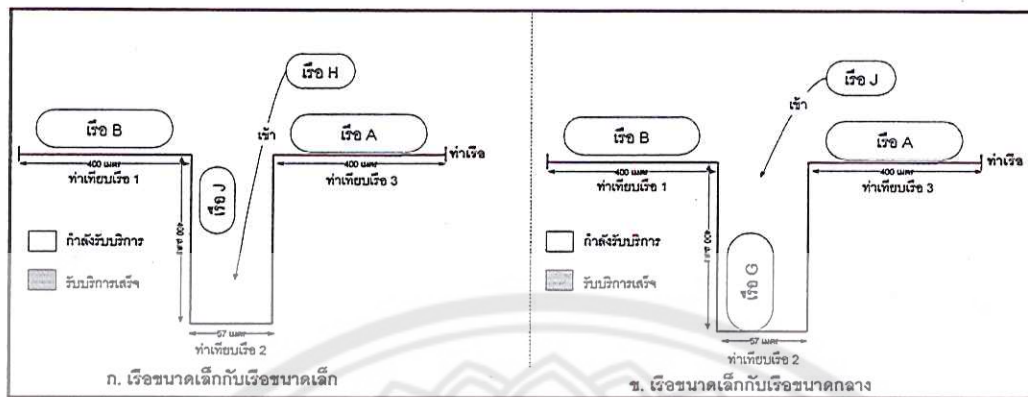 เรือ H
เรือ B
เข้า
เรือ A
400 เมตร
ท่าเทียบเรือ 1
400 เมตร
ท่าเทียบเรือ 3
ท่าเรือ
เรือ J
400 เมตร
กำลังรับบริการ
รับบริการเสร็จ
57 เมตร
ท่าเทียบเรือ 2
ก. เรือขนาดเล็กกับเรือขนาดเล็ก
เรือ J
เรือ B
เข้า
เรือ A
400 เมตร
ท่าเทียบเรือ 1
400 เมตร
ท่าเทียบเรือ 3
ท่าเรือ
400 เมตร
เรือ G
กำลังรับบริการ
รับบริการเสร็จ
57 เมตร
ท่าเทียบเรือ 2
ข. เรือขนาดเล็กกับเรือขนาดกลาง